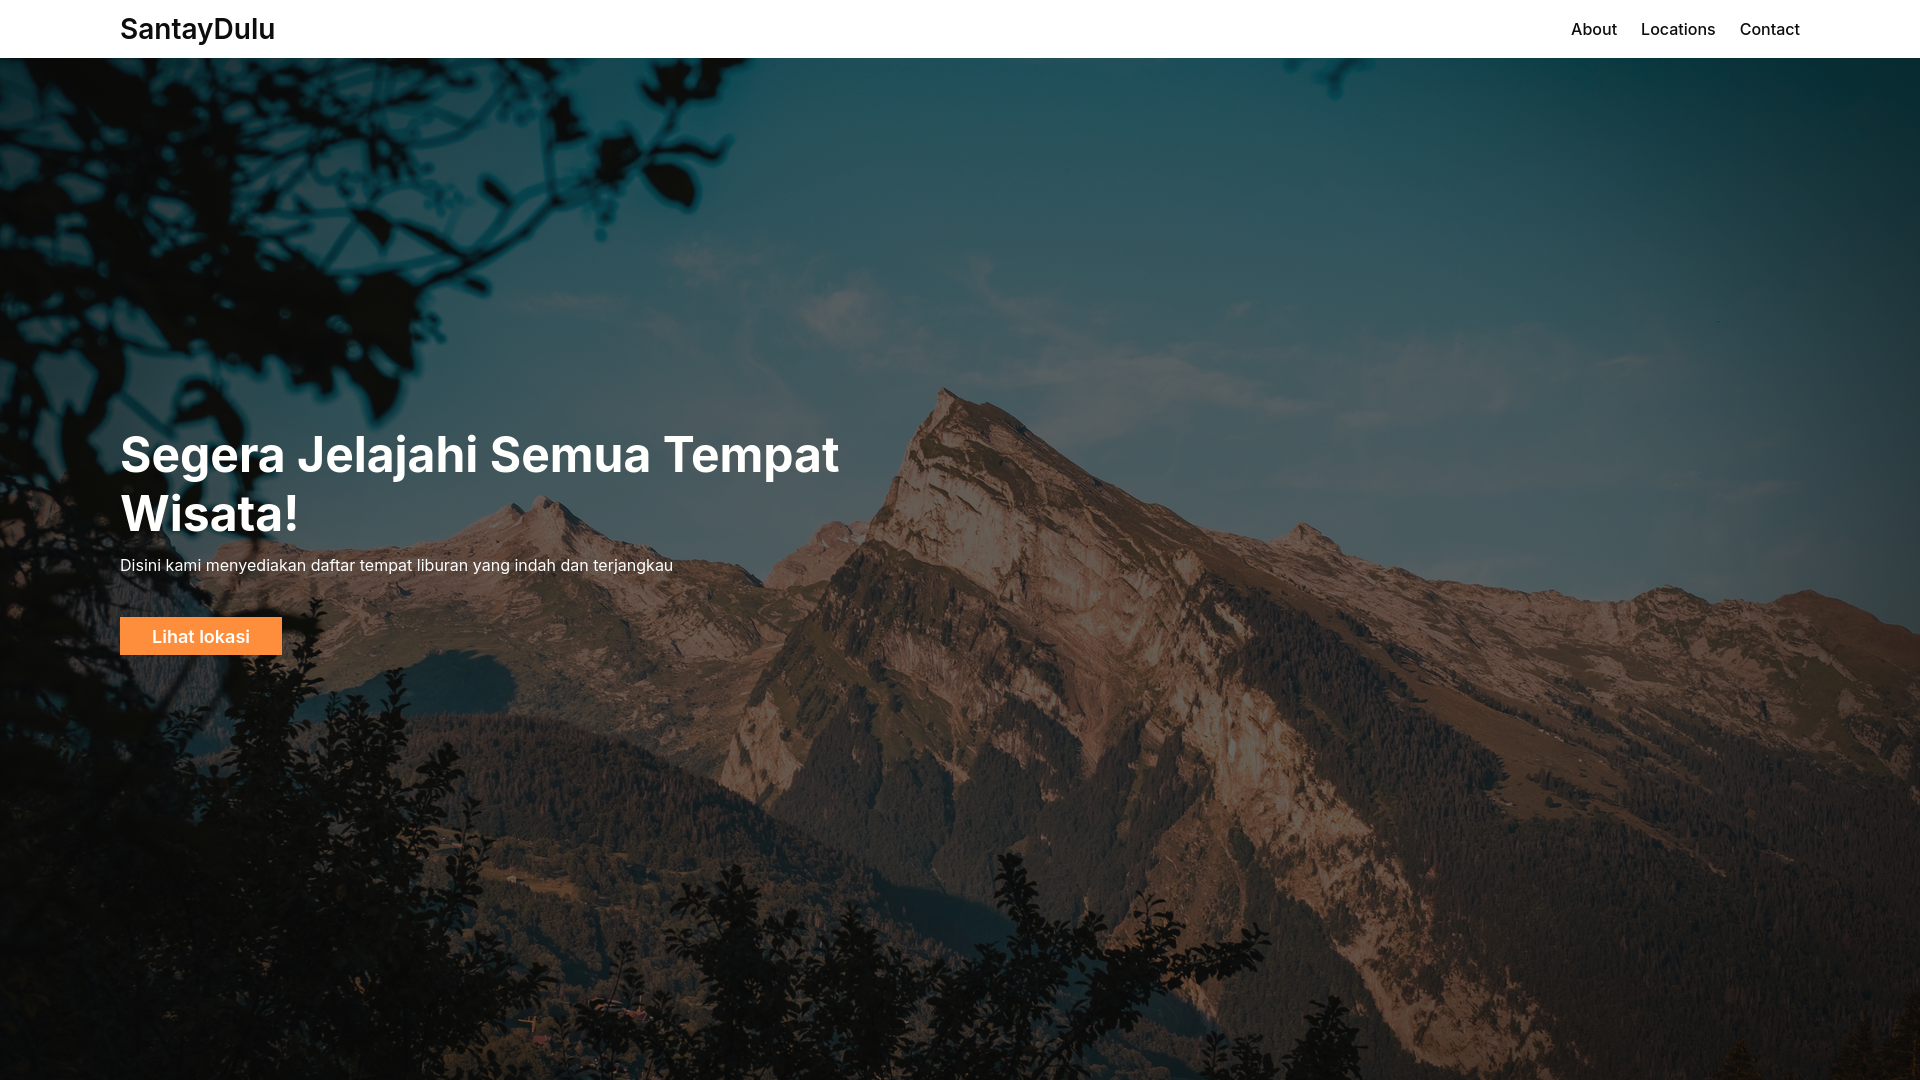 SantayDulu
About
Locations
Contact
Segera Jelajahi Semua Tempat
Wisata!
Disini kami menyediakan daftar tempat liburan yang indah dan terjangkau
Lihat lokasi